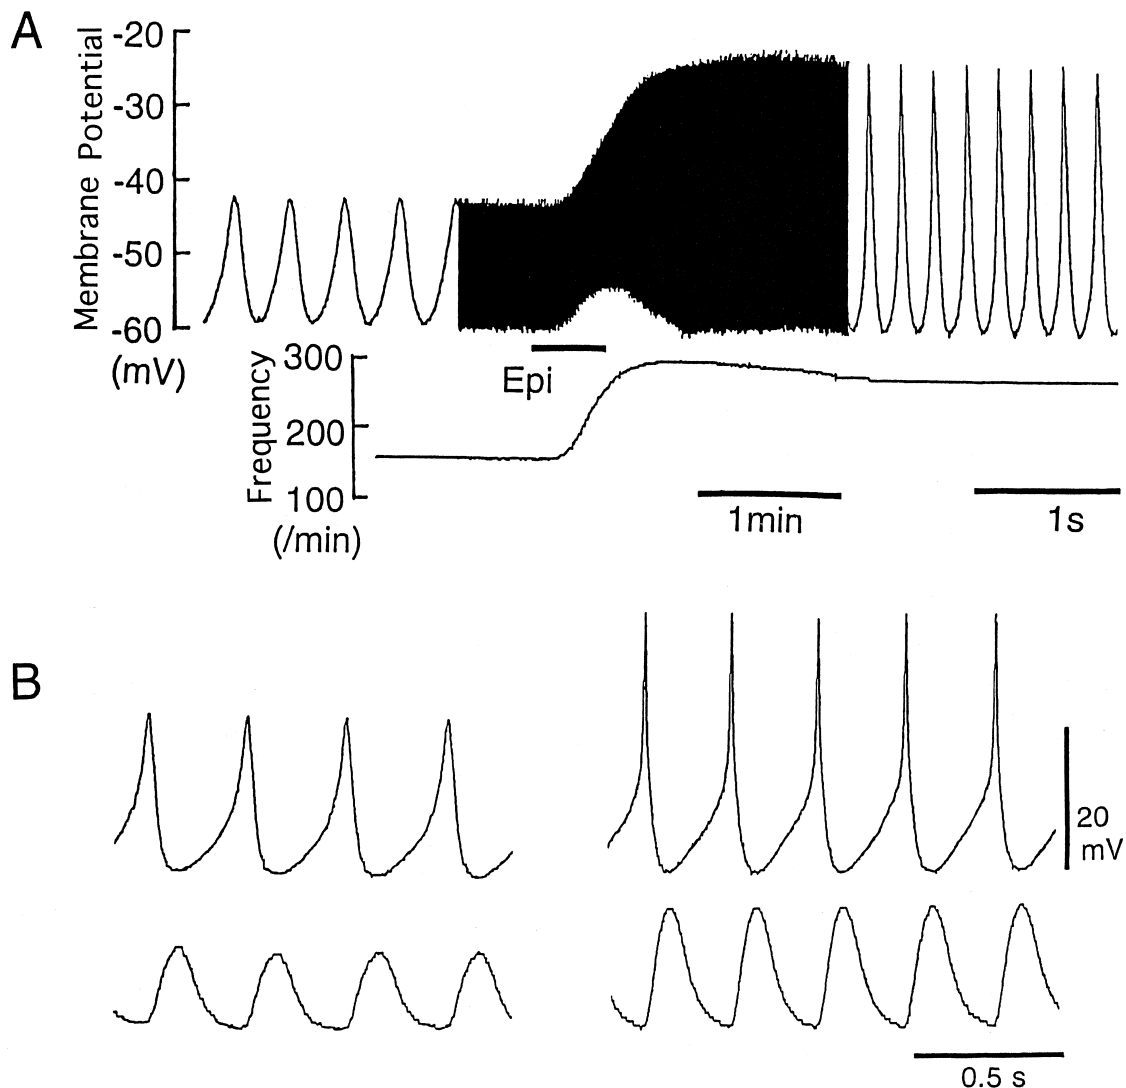 A
Membrane Potential
-20
-30
-40
-50
-60
(mV)
Epi
Frequency
300
200
100
(/min)
1min
1s
B
20
mV
0.5 s